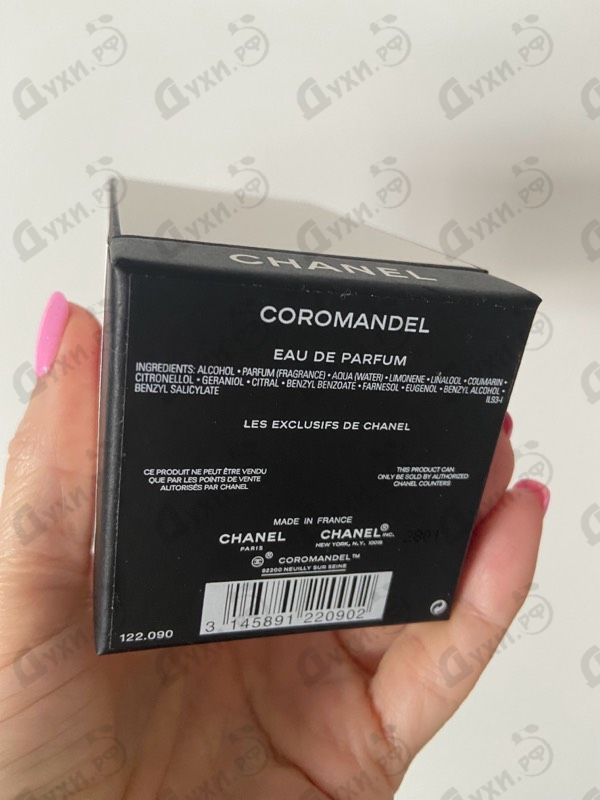 CHANEL
COROMANDEL
EAU DE PARFUM
INGREDIENTS: ALCOHOL • PARFUM (FRAGRANCE) • AQUA (WATER) • LIMONENE • LINALOOL • COUMARIN •
CITRONELLOL • GERANIOL • CITRAL • BENZYL BENZOATE • FARNESOL • EUGENOL • BENZYL ALCOHOL •
BENZYL SALICYLATE
IL93-I
LES EXCLUSIFS DE CHANEL
CE PRODUIT NE PEUT ÊTRE VENDU
QUE PAR LES POINTS DE VENTE
AUTORISÉS PAR CHANEL
THIS PRODUCT CAN
ONLY BE SOLD BY AUTHORIZED
CHANEL COUNTERS
MADE IN FRANCE
CHANEL
PARIS
CHANEL® INC.
NEW YORK, N.Y. 10019
® COROMANDEL™
92200 NEUILLY SUR SEINE
3 145891 220902
122.090
Духи.рф